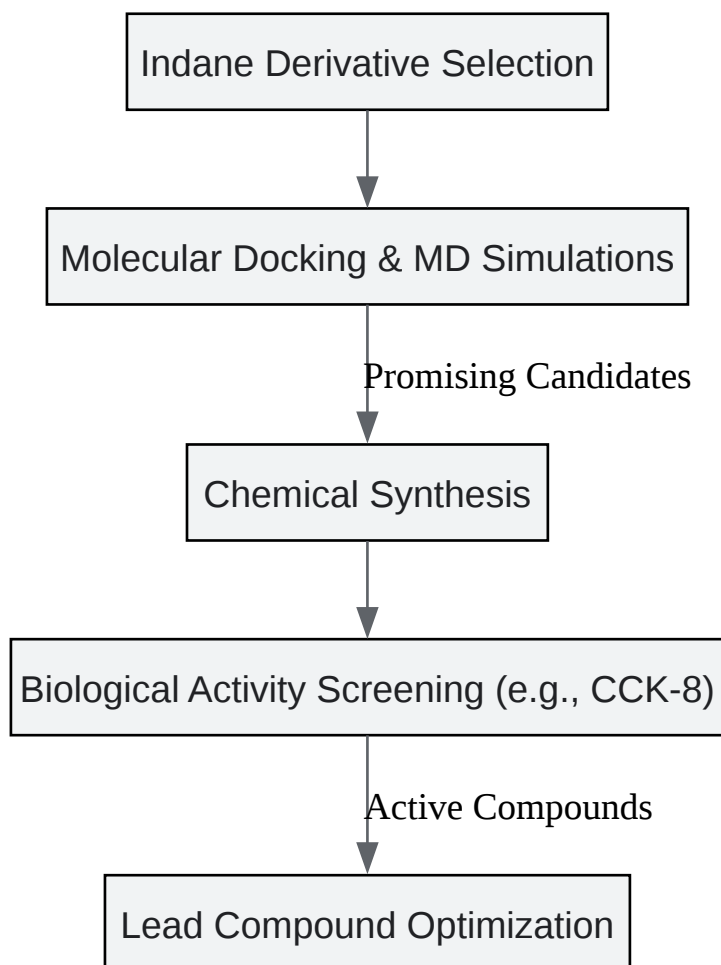 Indane Derivative Selection
Molecular Docking & MD Simulations
Promising Candidates
Chemical Synthesis
Biological Activity Screening (e.g., CCK-8)
Active Compounds
Lead Compound Optimization